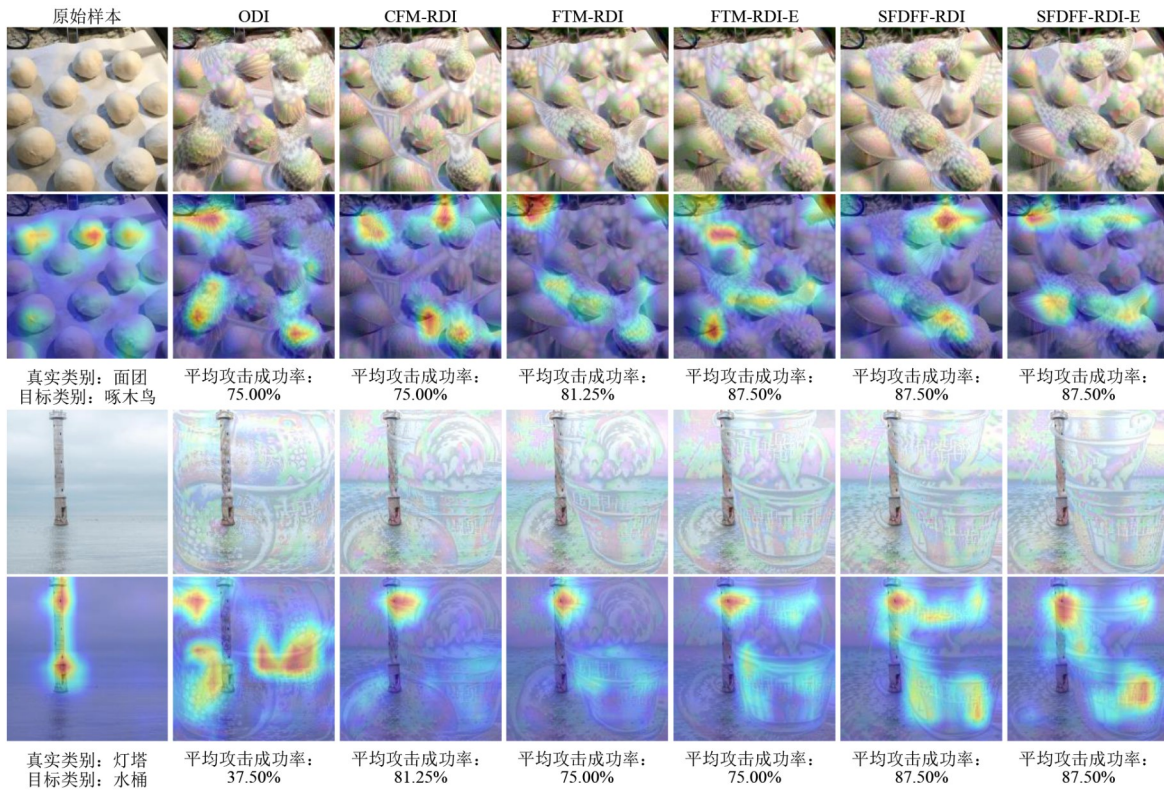 原始样本 ODI CFM-RDI FTM-RDI FTM-RDI-E SFDFF-RDI SFDFF-RDI-E
真实类别：面团 平均攻击成功率： 平均攻击成功率： 平均攻击成功率： 平均攻击成功率： 平均攻击成功率： 平均攻击成功率：
目标类别：啄木鸟 75.00% 75.00% 81.25% 87.50% 87.50% 87.50%
真实类别：灯塔 平均攻击成功率： 平均攻击成功率： 平均攻击成功率： 平均攻击成功率： 平均攻击成功率： 平均攻击成功率：
目标类别：水桶 37.50% 81.25% 75.00% 75.00% 87.50% 87.50%